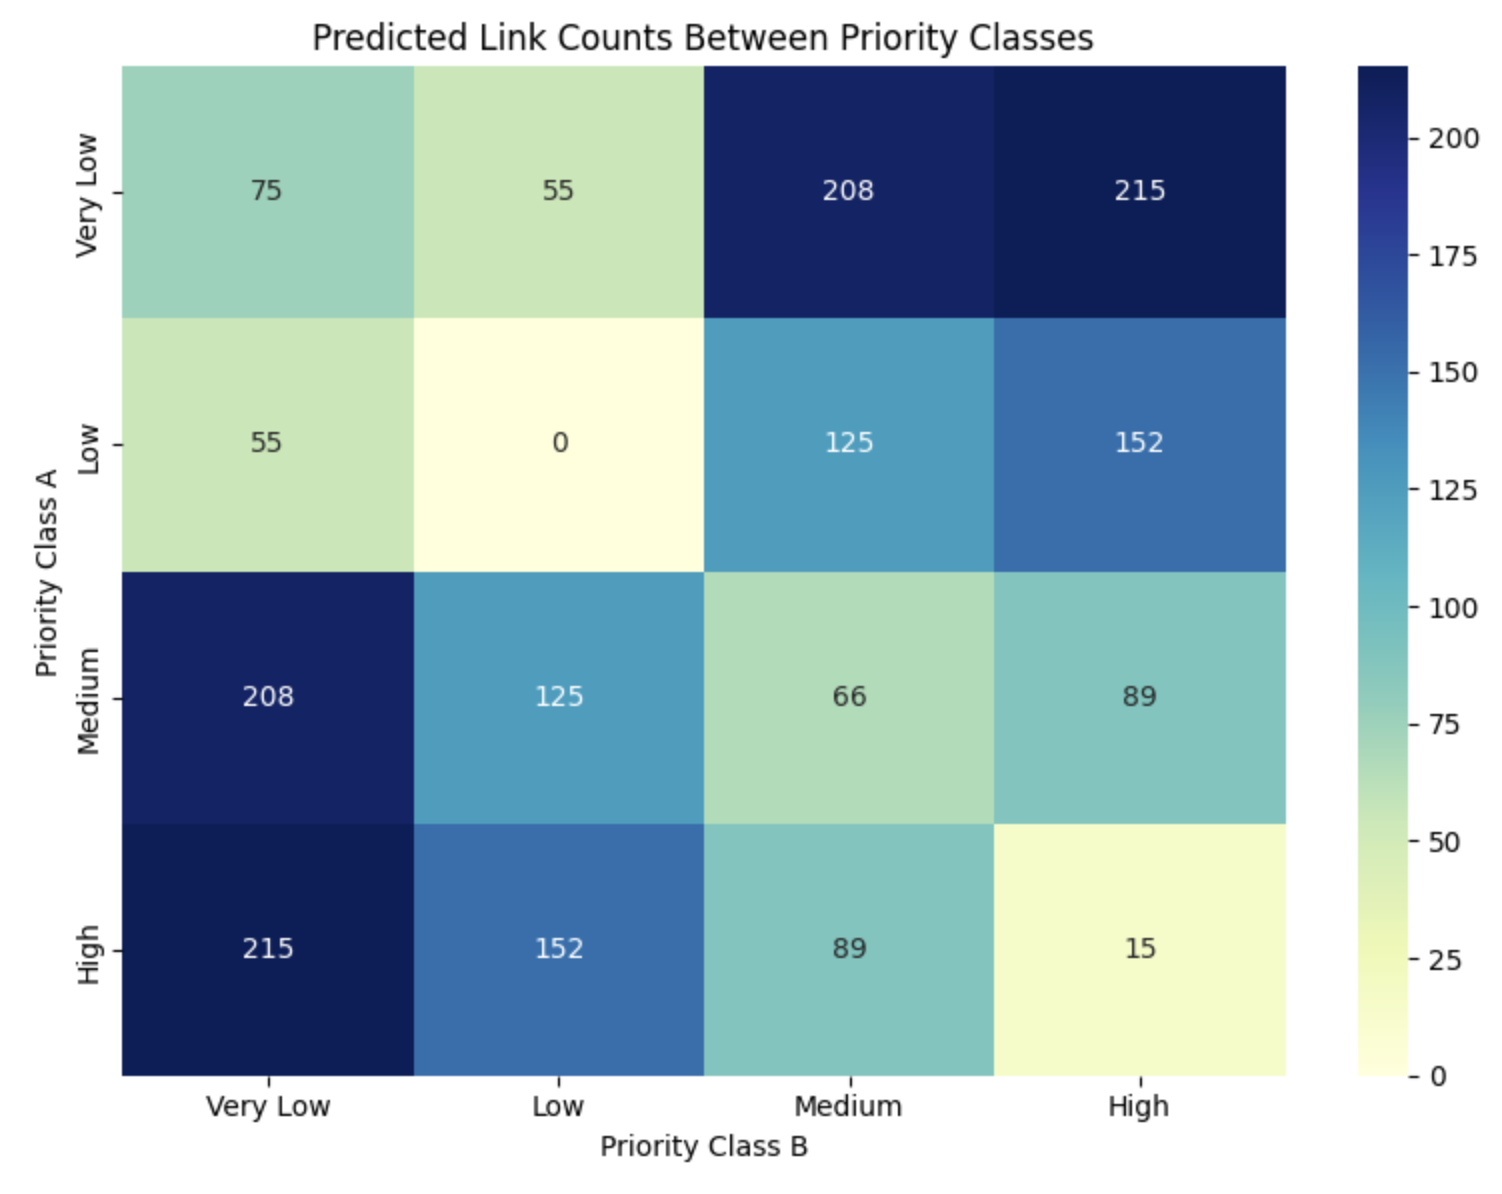 Predicted Link Counts Between Priority Classes
Very Low 75 55 208 215
Low 55 0 125 152
Medium 208 125 66 89
High 215 152 89 15
Very Low Low Medium High
Priority Class B
Priority Class A
200
175
150
125
100
75
50
25
0